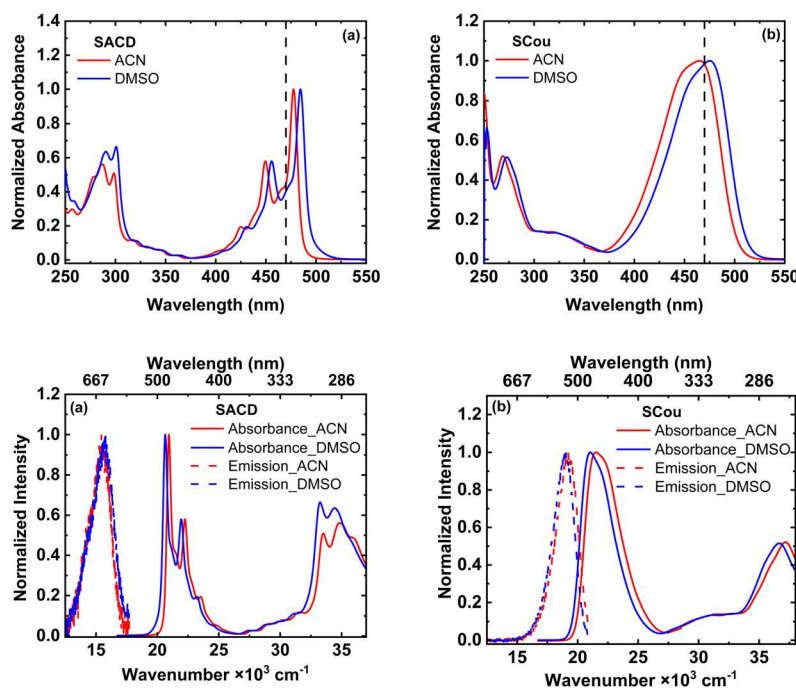 SACD
(a)
ACN
DMSO
Normalized Absorbance
1.4
1.2
1.0
0.8
0.6
0.4
0.2
0.0
250 300 350 400 450 500 550
Wavelength (nm)
SCou
(b)
ACN
DMSO
Normalized Absorbance
1.2
1.0
0.8
0.6
0.4
0.2
0.0
250 300 350 400 450 500 550
Wavelength (nm)
Wavelength (nm)
667 500 400 333 286
(a)
SACD
Absorbance_ACN
Absorbance_DMSO
Emission_ACN
Emission_DMSO
Normalized Intensity
1.2
1.0
0.8
0.6
0.4
0.2
0.0
15 20 25 30 35
Wavenumber ×10³ cm⁻¹
Wavelength (nm)
667 500 400 333 286
(b)
SCou
Absorbance_ACN
Absorbance_DMSO
Emission_ACN
Emission_DMSO
Normalized Intensity
1.2
1.0
0.8
0.6
0.4
0.2
0.0
15 20 25 30 35
Wavenumber ×10³ cm⁻¹